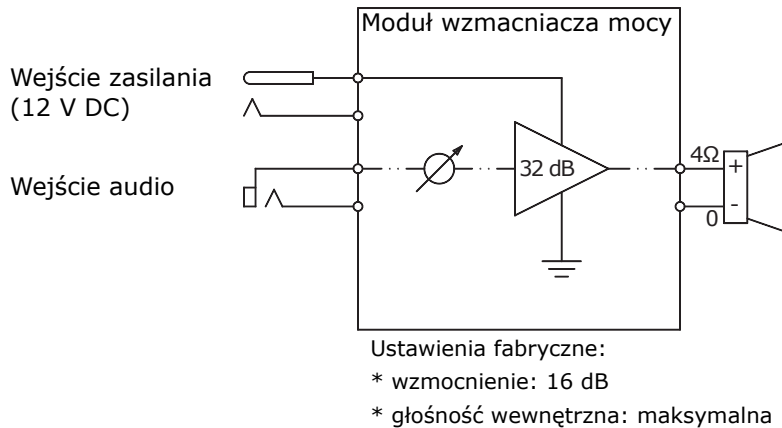 Moduł wzmacniacza mocy
Wejście zasilania
(12 V DC)
Wejście audio
32 dB
4Ω
+
-
0
Ustawienia fabryczne:
* wzmocnienie: 16 dB
* głośność wewnętrzna: maksymalna